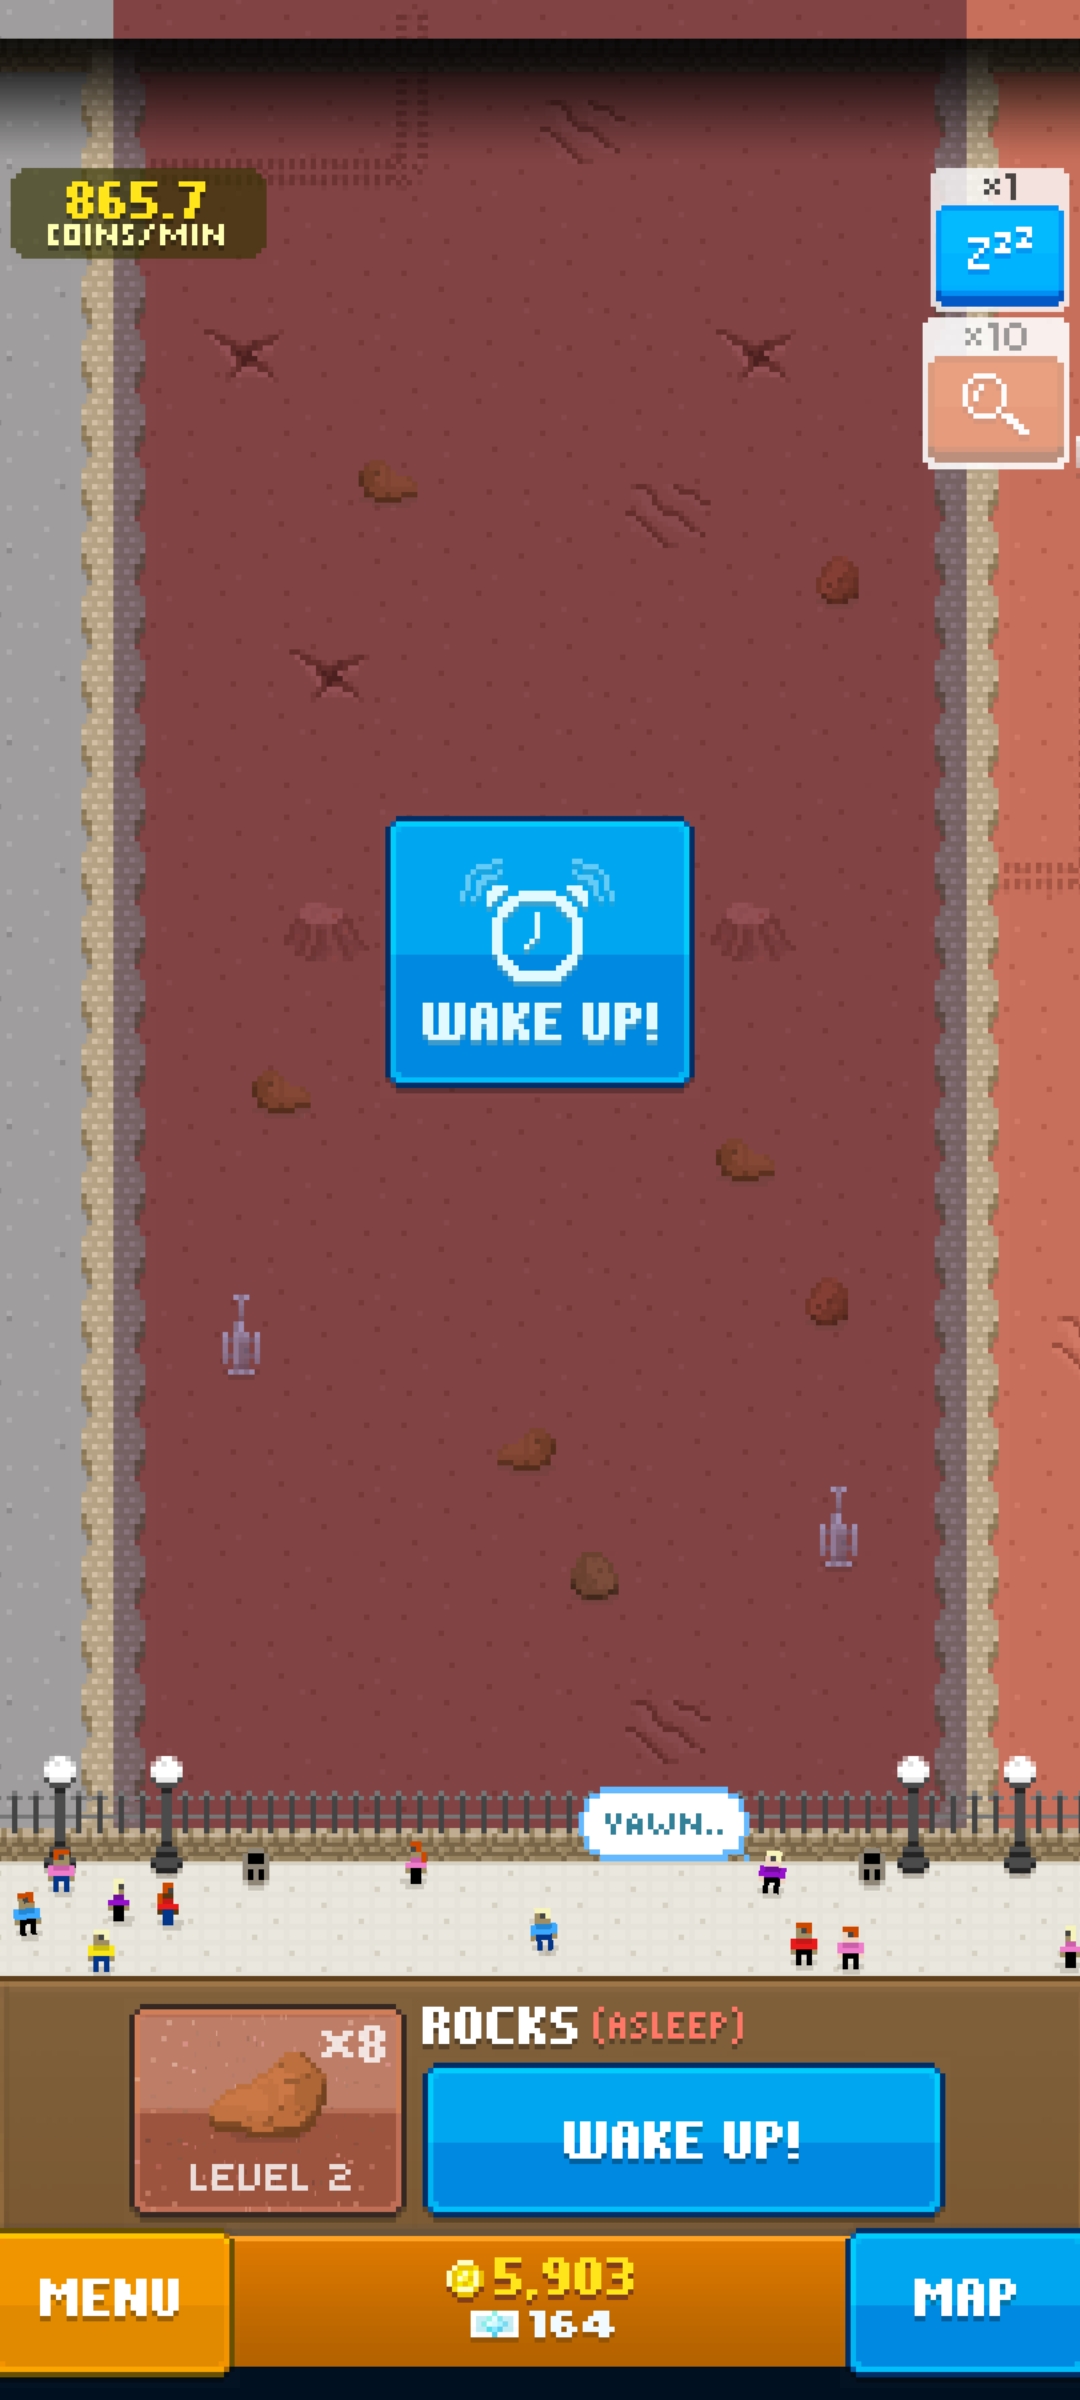 865.7
COINS/MIN
x1
zzz
x10
WAKE UP!
YAWN..
x8
LEVEL 2
ROCKS (ASLEEP)
WAKE UP!
MENU
5,903
164
MAP